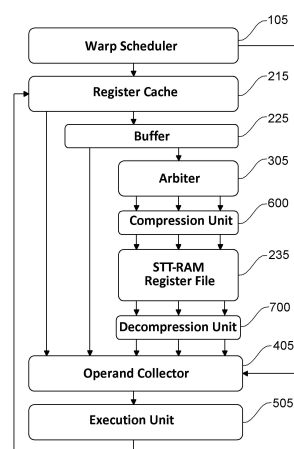 105
Warp Scheduler
215
Register Cache
225
Buffer
305
Arbiter
600
Compression Unit
235
STT-RAM
Register File
700
Decompression Unit
405
Operand Collector
505
Execution Unit